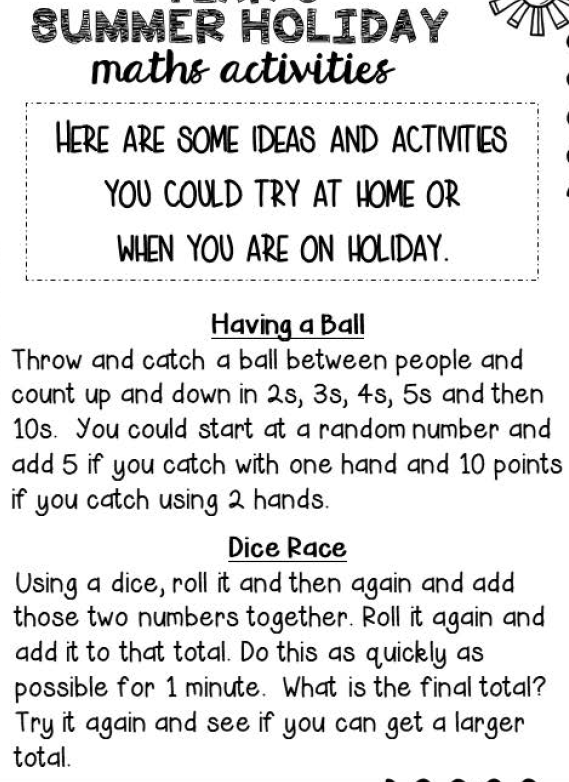 SUMMER HOLIDAY
maths activities
HERE ARE SOME IDEAS AND ACTIVITIES
YOU COULD TRY AT HOME OR
WHEN YOU ARE ON HOLIDAY.
Having a Ball
Throw and catch a ball between people and
count up and down in 2s, 3s, 4s, 5s and then
10s. You could start at a random number and
add 5 if you catch with one hand and 10 points
if you catch using 2 hands.
Dice Race
Using a dice, roll it and then again and add
those two numbers together. Roll it again and
add it to that total. Do this as quickly as
possible for 1 minute. What is the final total?
Try it again and see if you can get a larger
total.